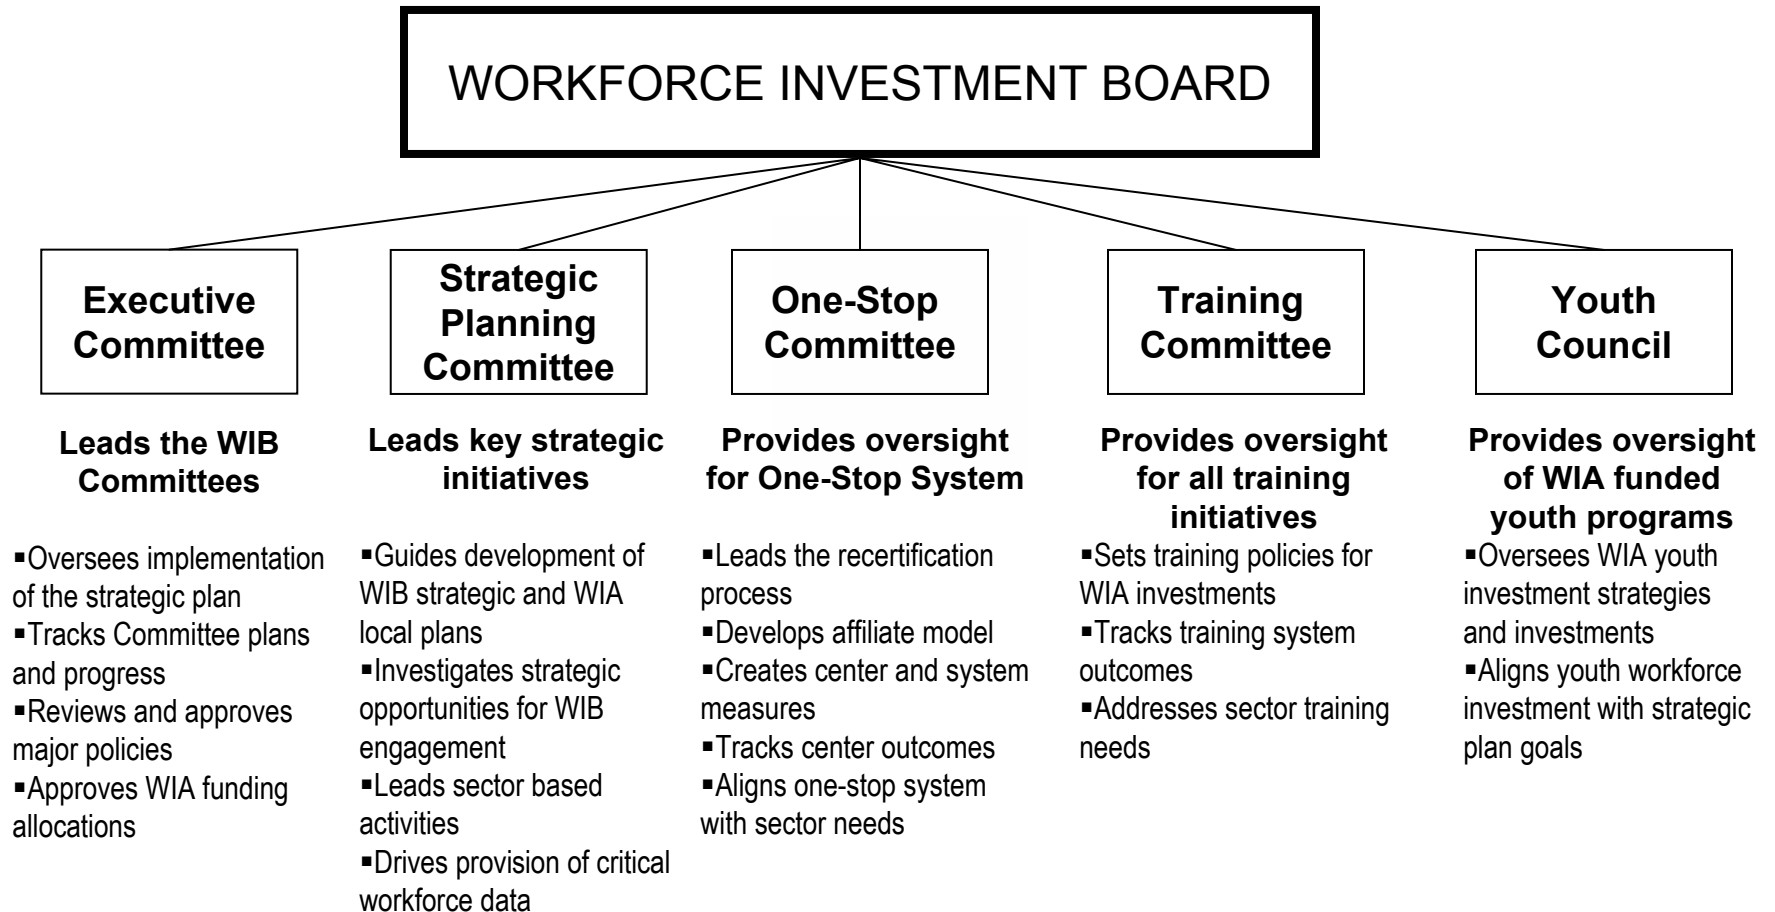 WORKFORCE INVESTMENT BOARD
Executive
Committee
Leads the WIB
Committees
▪Oversees implementation
of the strategic plan
▪Tracks Committee plans
and progress
▪Reviews and approves
major policies
▪Approves WIA funding
allocations
Strategic
Planning
Committee
Leads key strategic
initiatives
▪Guides development of
WIB strategic and WIA
local plans
▪Investigates strategic
opportunities for WIB
engagement
▪Leads sector based
activities
▪Drives provision of critical
workforce data
One-Stop
Committee
Provides oversight
for One-Stop System
▪Leads the recertification
process
▪Develops affiliate model
▪Creates center and system
measures
▪Tracks center outcomes
▪Aligns one-stop system
with sector needs
Training
Committee
Provides oversight
for all training
initiatives
▪Sets training policies for
WIA investments
▪Tracks training system
outcomes
▪Addresses sector training
needs
Youth
Council
Provides oversight
of WIA funded
youth programs
▪Oversees WIA youth
investment strategies
and investments
▪Aligns youth workforce
investment with strategic
plan goals